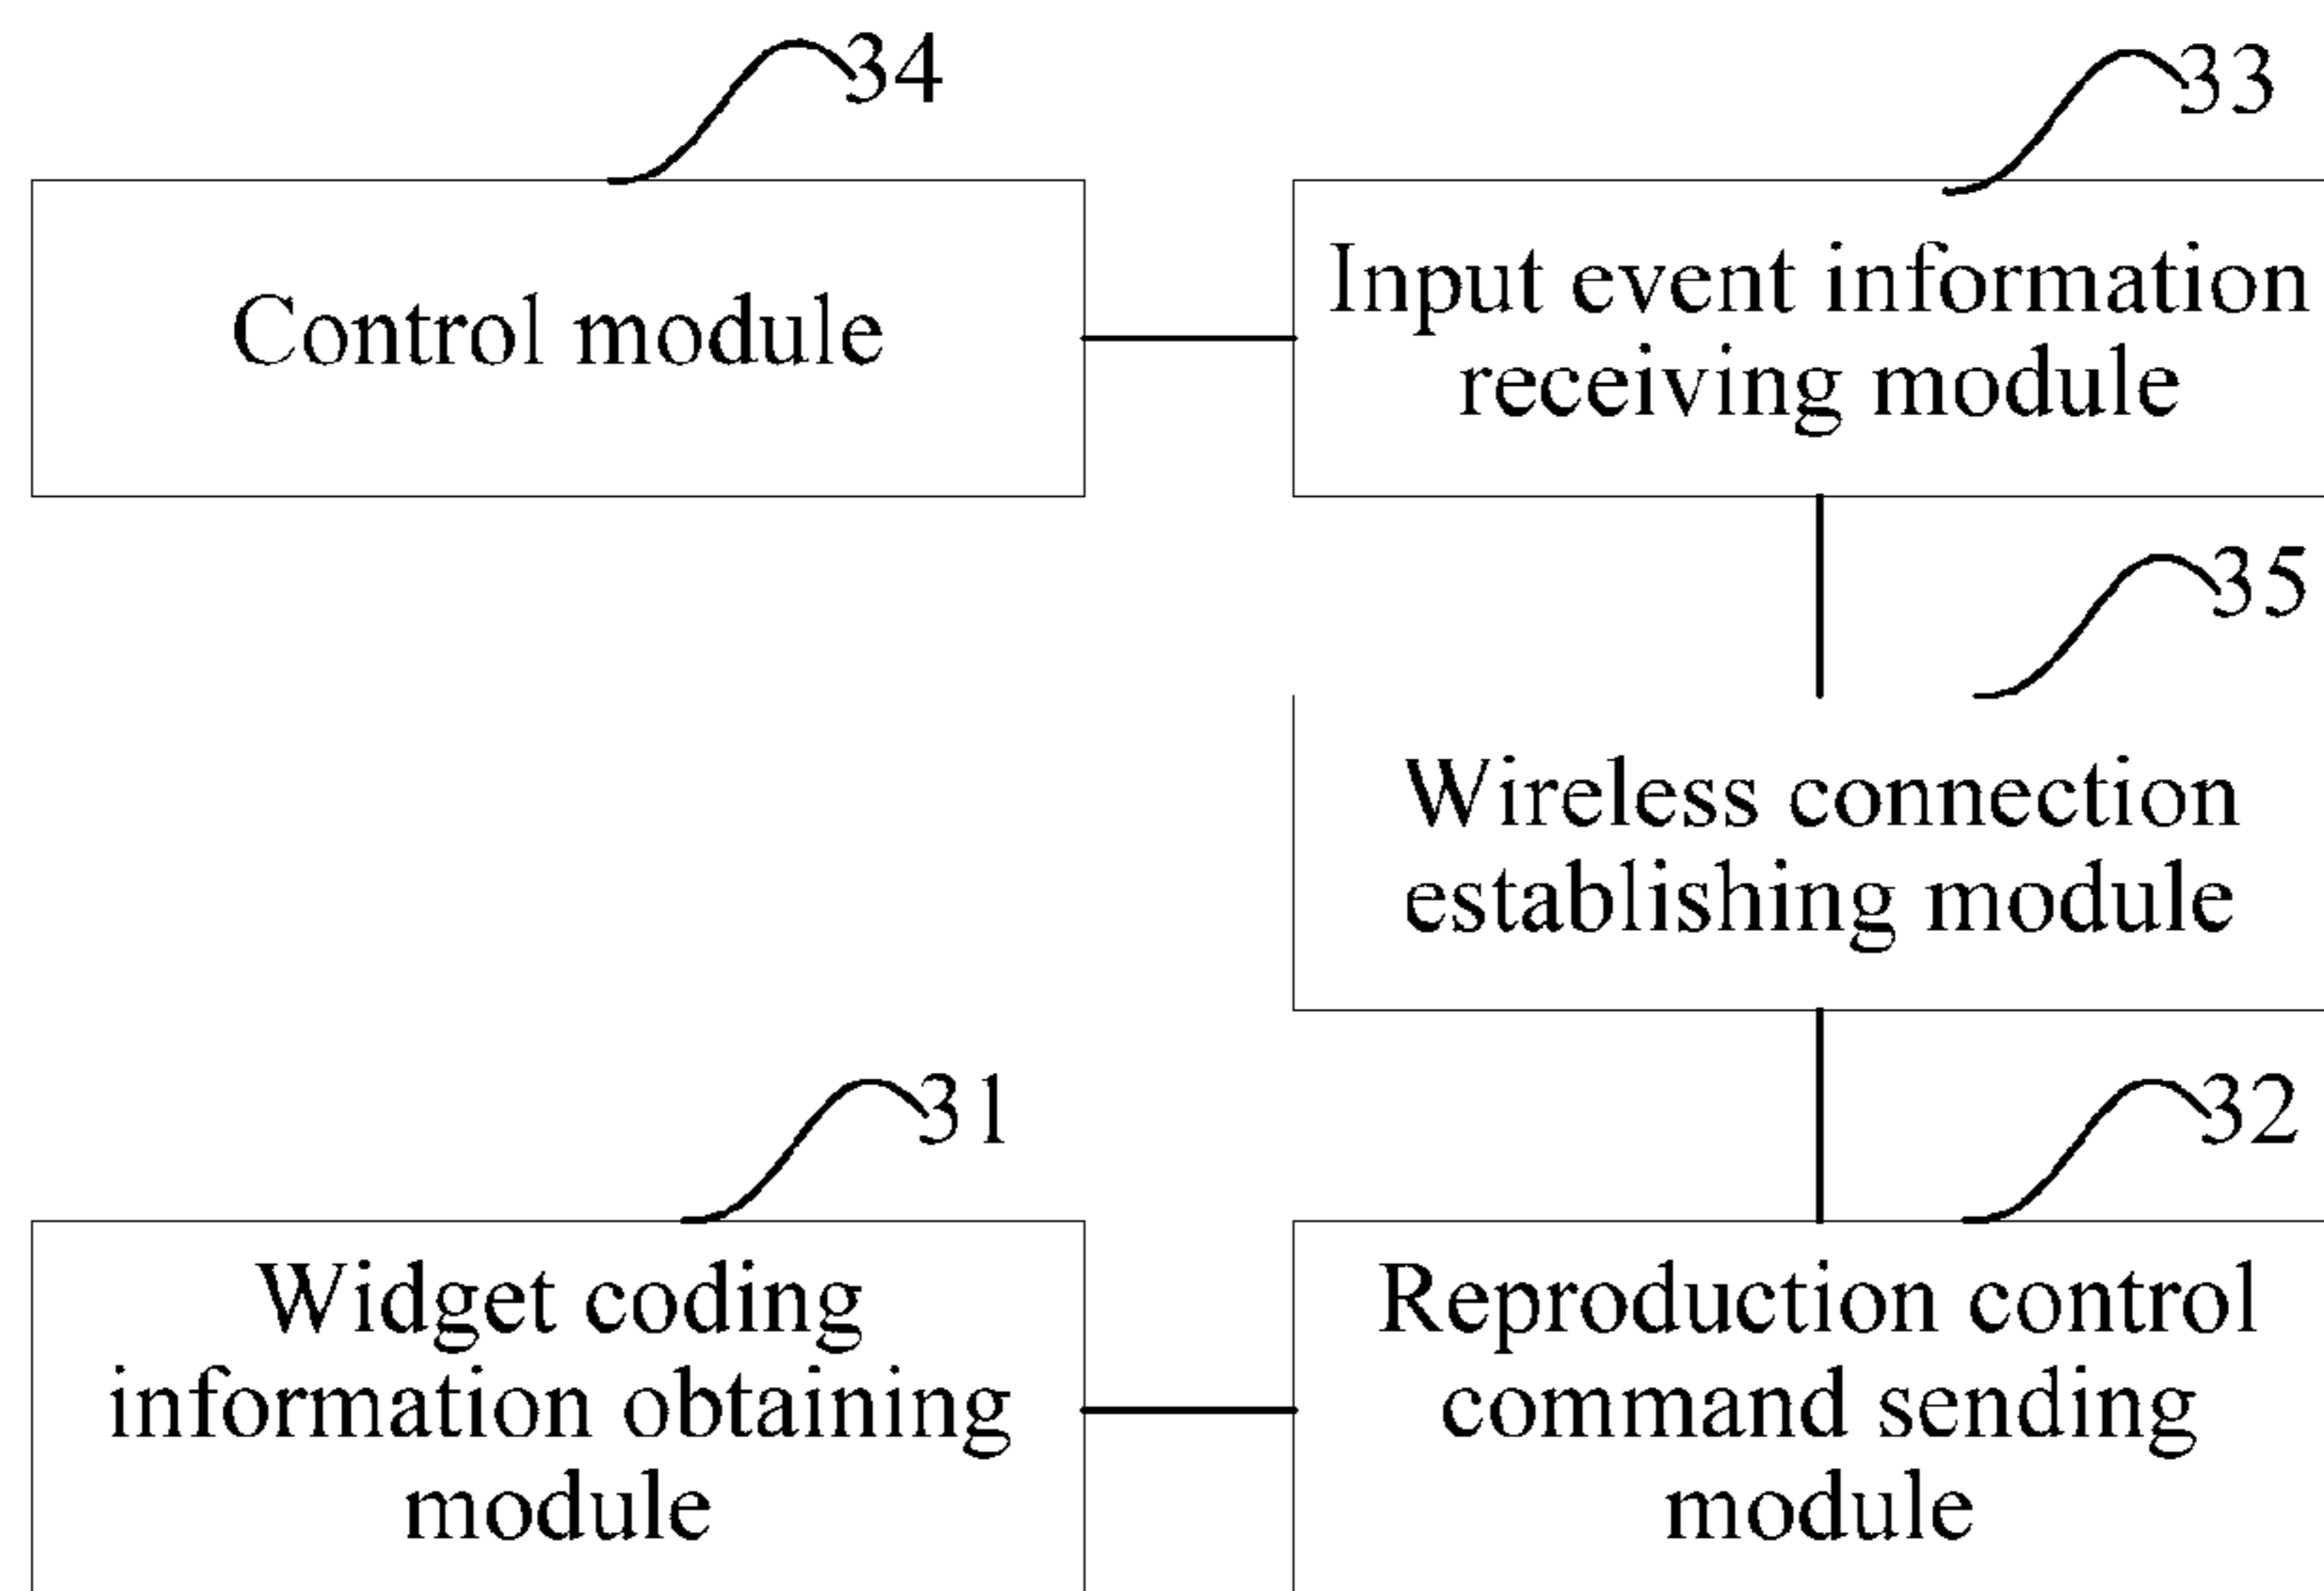 34
33
Control module
Input event information
receiving module
35
Wireless connection
establishing module
31
32
Widget coding
information obtaining
module
Reproduction control
command sending
module